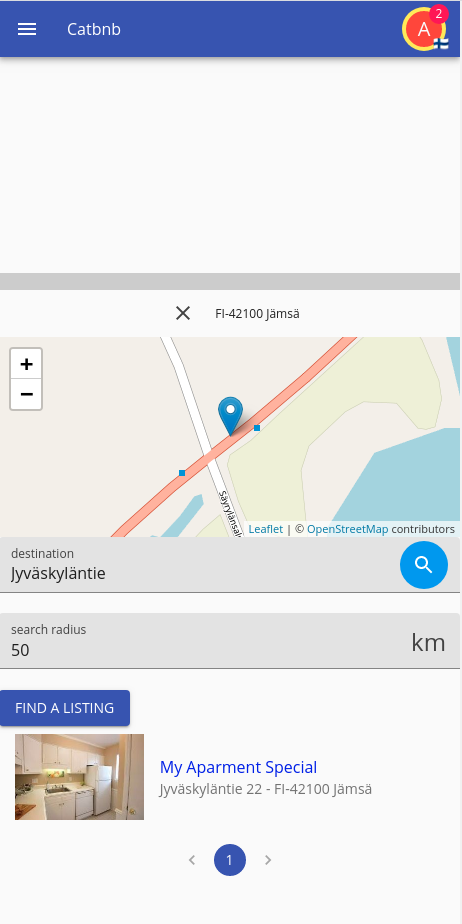 Catbnb
A
2
FI-42100 Jämsä
+
−
Leaflet | © OpenStreetMap contributors
destination
Jyväskyläntie
search radius
50
km
FIND A LISTING
My Aparment Special
Jyväskyläntie 22 - FI-42100 Jämsä
1